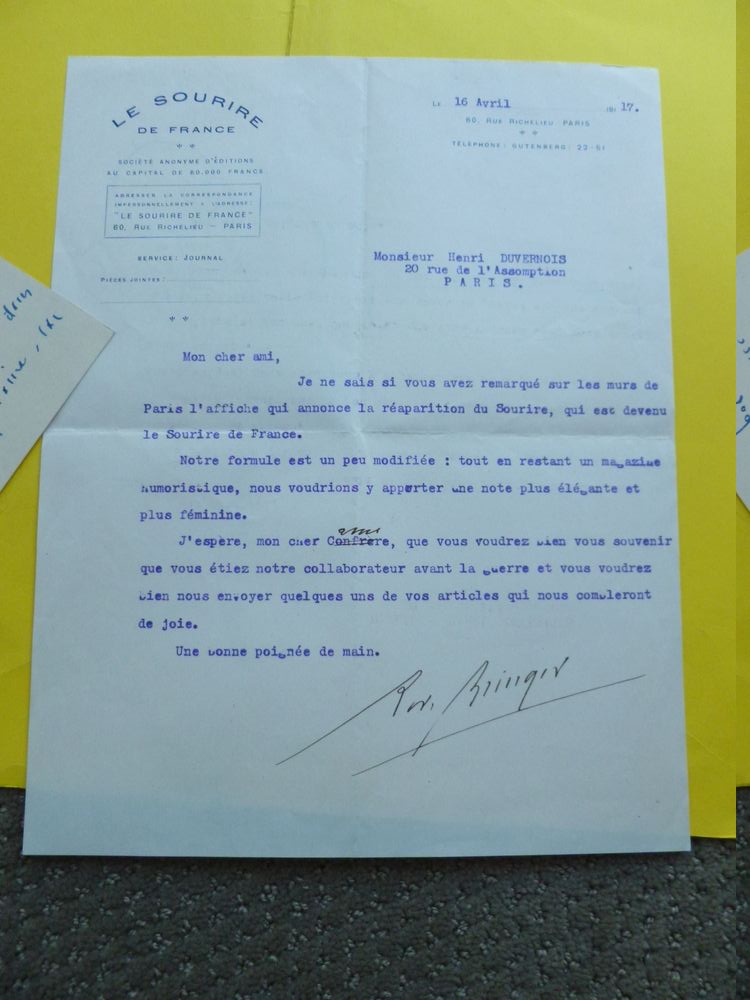 LE SOURIRE
DE FRANCE
SOCIÉTÉ ANONYME D'ÉDITIONS
AU CAPITAL DE 60.000 FRANCS
ADRESSER LA CORRESPONDANCE
IMPERSONNELLEMENT A L'ADRESSE:
"LE SOURIRE DE FRANCE"
60, RUE RICHELIEU — PARIS
SERVICE: JOURNAL
PIÈCES JOINTES:
LE 16 Avril 191 17.
60, RUE RICHELIEU PARIS
TÉLÉPHONE: GUTENBERG: 22-61
Monsieur Henri DUVERNOIS
20 rue de l'Assomption
PARIS.
Mon cher ami,
Je ne sais si vous avez remarqué sur les murs de
Paris l'affiche qui annonce la réaparition du Sourire, qui est devenu
le Sourire de France.
Notre formule est un peu modifiée : tout en restant un magazine
humoristique, nous voudrions y apporter une note plus élégante et
plus féminine.
ami
J'espère, mon cher Confrère, que vous voudrez bien vous souvenir
que vous étiez notre collaborateur avant la guerre et vous voudrez
bien nous envoyer quelques uns de vos articles qui nous combleront
de joie.
Une bonne poignée de main.
Rod. Bringer